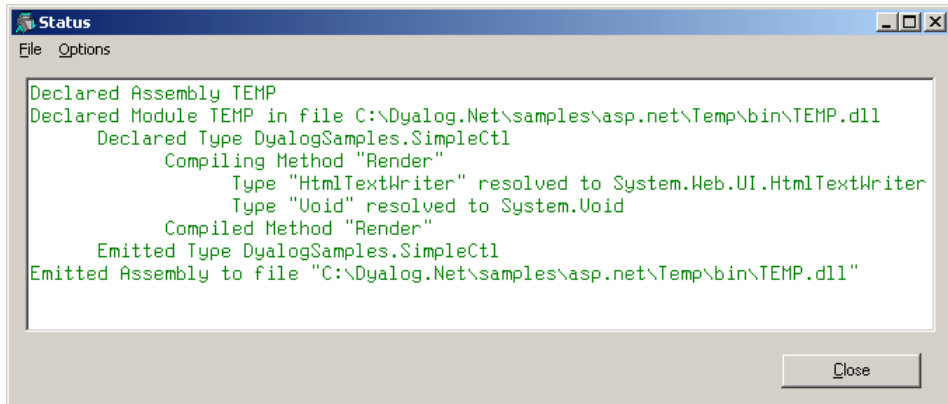 Status
File Options
Declared Assembly TEMP
Declared Module TEMP in file C:\Dyalog.Net\samples\asp.net\Temp\bin\TEMP.dll
Declared Type DyalogSamples.SimpleCtl
Compiling Method "Render"
Type "HtmlTextWriter" resolved to System.Web.UI.HtmlTextWriter
Type "Void" resolved to System.Void
Compiled Method "Render"
Emitted Type DyalogSamples.SimpleCtl
Emitted Assembly to file "C:\Dyalog.Net\samples\asp.net\Temp\bin\TEMP.dll"
Close